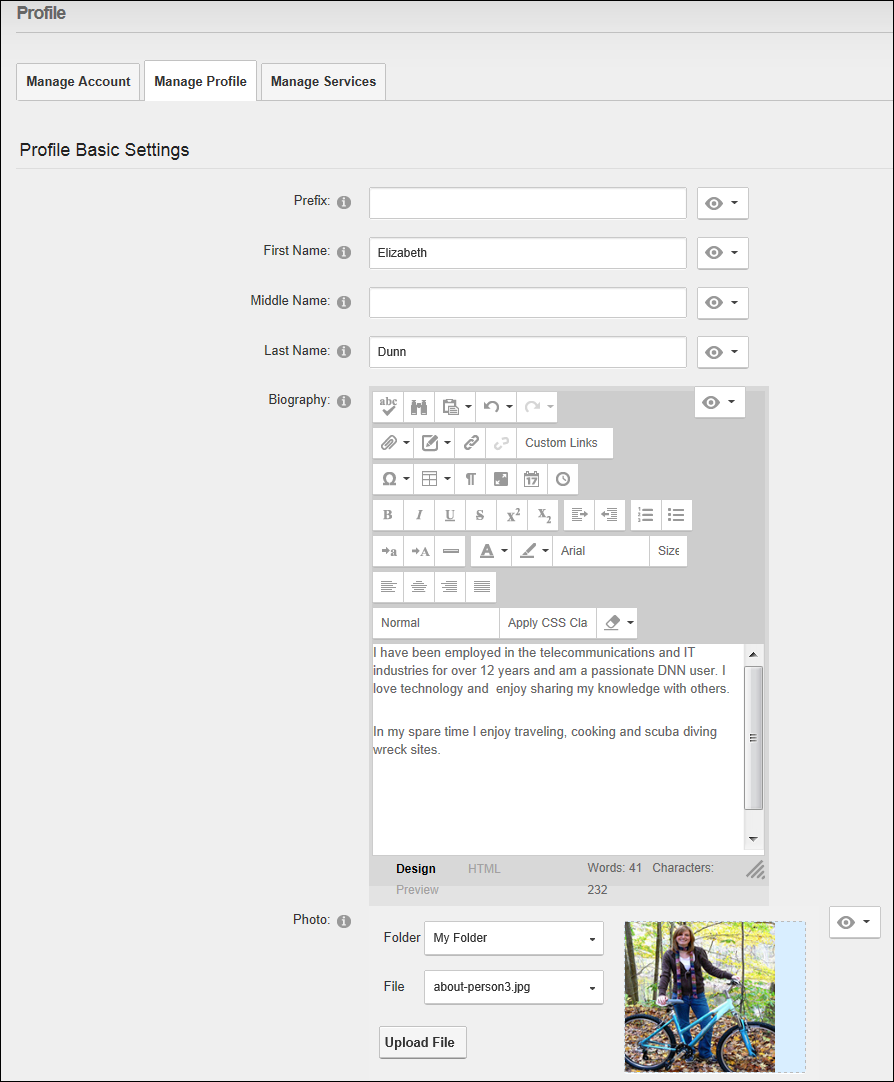 Profile
Manage Account Manage Profile Manage Services
Profile Basic Settings
Prefix:
First Name: Elizabeth
Middle Name:
Last Name: Dunn
Biography:
abc
Custom Links
Ω 17
B I U S x² X₂
a A A Arial Size
Normal Apply CSS Cla
I have been employed in the telecommunications and IT
industries for over 12 years and am a passionate DNN user. I
love technology and  enjoy sharing my knowledge with others.
In my spare time I enjoy traveling, cooking and scuba diving
wreck sites.
Design HTML Words: 41 Characters:
Preview 232
Photo:
Folder My Folder
File about-person3.jpg
Upload File